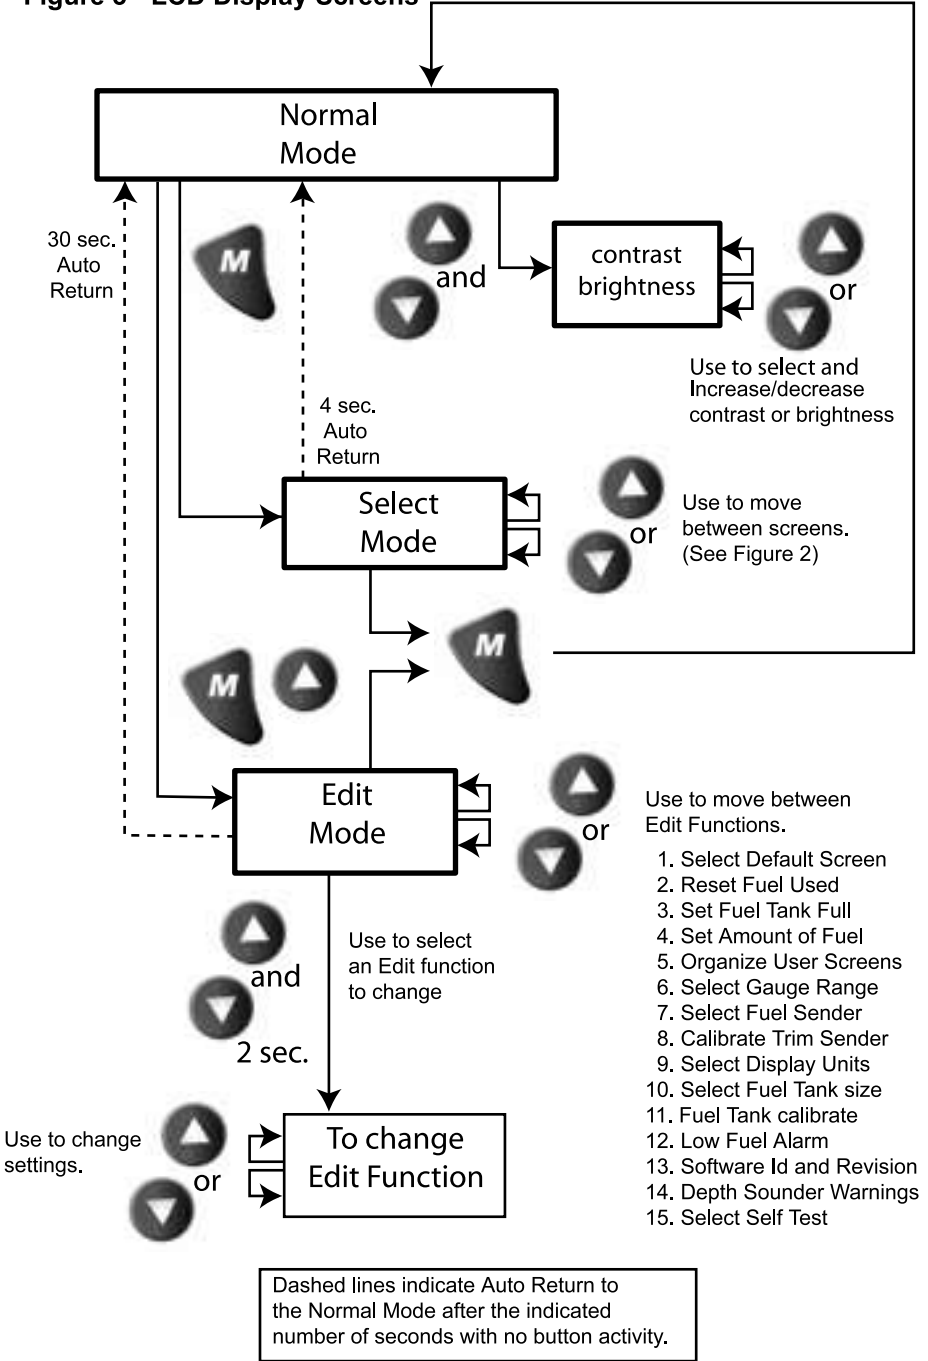 Figure 3 - LCD Display Screens
Normal
Mode
30 sec.
Auto
Return
M
and
contrast
brightness
or
Use to select and
Increase/decrease
contrast or brightness
4 sec.
Auto
Return
Select
Mode
or
Use to move
between screens.
(See Figure 2)
M
M
Edit
Mode
or
Use to move between
Edit Functions.
1. Select Default Screen
2. Reset Fuel Used
3. Set Fuel Tank Full
4. Set Amount of Fuel
5. Organize User Screens
6. Select Gauge Range
7. Select Fuel Sender
8. Calibrate Trim Sender
9. Select Display Units
10. Select Fuel Tank size
11. Fuel Tank calibrate
12. Low Fuel Alarm
13. Software Id and Revision
14. Depth Sounder Warnings
15. Select Self Test
and
2 sec.
Use to select
an Edit function
to change
Use to change
settings.
or
To change
Edit Function
Dashed lines indicate Auto Return to
the Normal Mode after the indicated
number of seconds with no button activity.